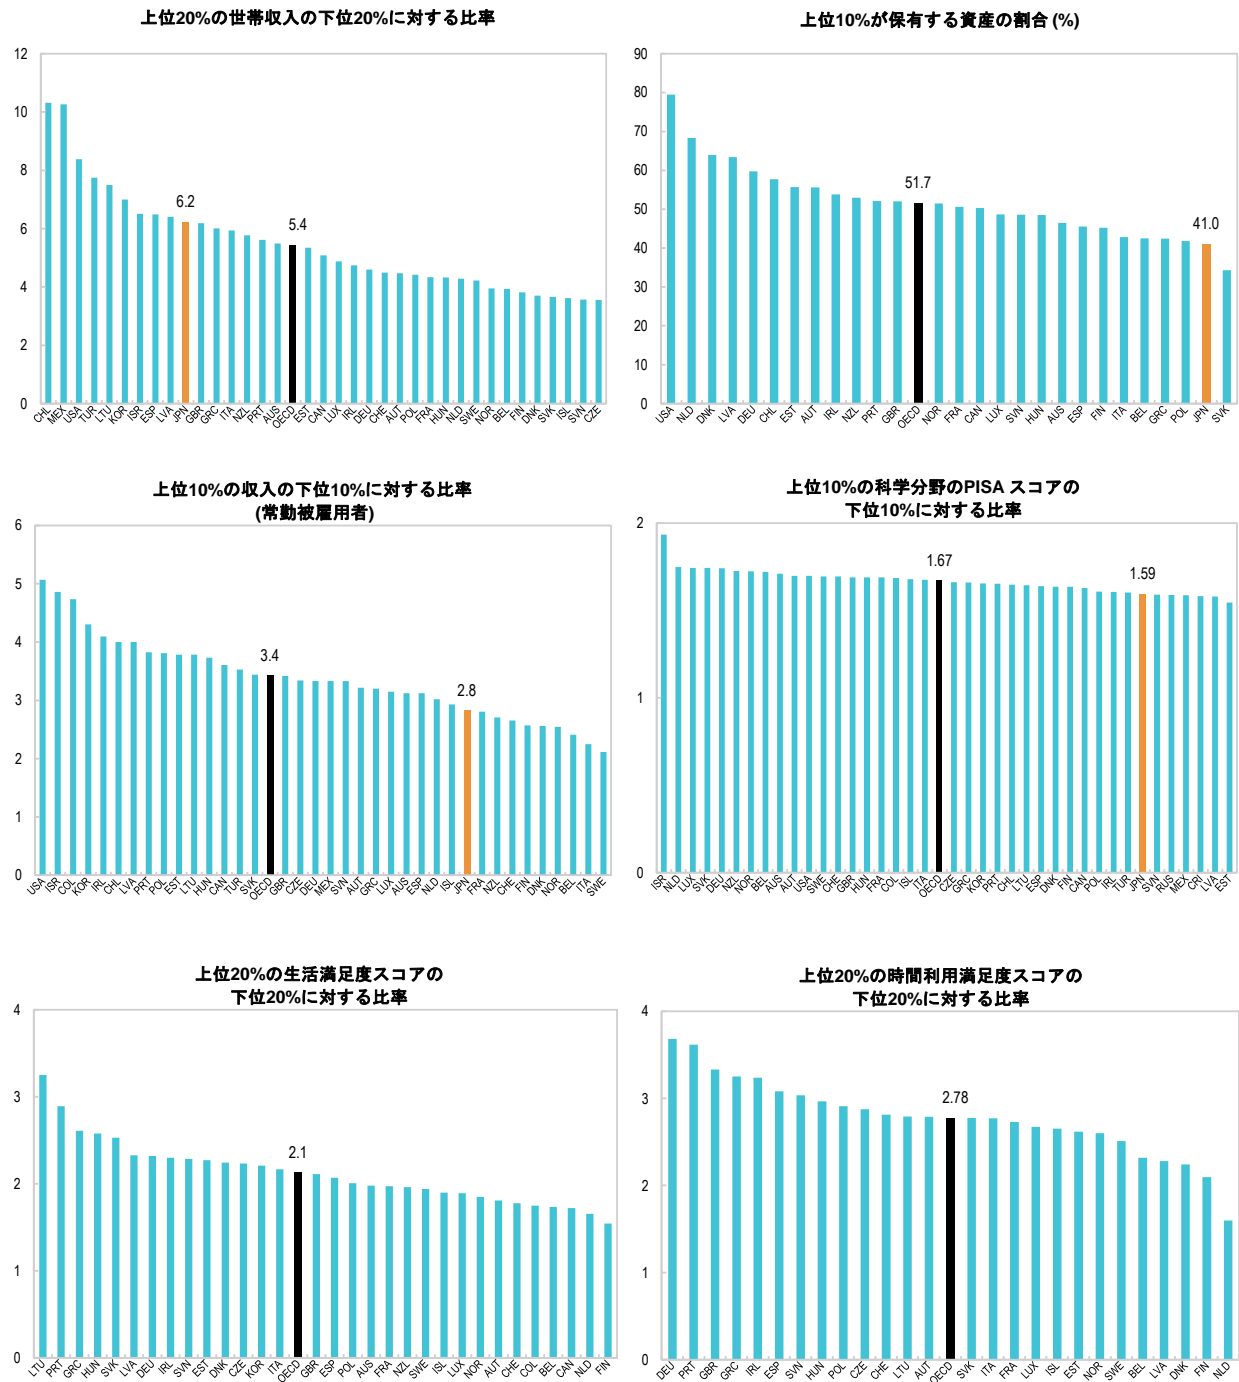 上位20%の世帯収入の下位20%に対する比率
12
10
8
6
4
2
0
6.2
5.4
CHL MEX USA TUR LTU KOR ISR ESP LVA JPN GBR GRC ITA NZL PRT AUS OECD EST CAN LUX IRL DEU CHE AUT POL FRA HUN NLD SWE NOR BEL FIN DNK SVK ISL SVN CZE
上位10%が保有する資産の割合 (%)
90
80
70
60
50
40
30
20
10
0
51.7
41.0
USA NLD DNK LVA DEU CHL EST AUT IRL NZL PRT GBR OECD NOR FRA CAN LUX SVN HUN AUS ESP FIN ITA BEL GRC POL JPN SVK
上位10%の収入の下位10%に対する比率
(常勤被雇用者)
6
5
4
3
2
1
0
3.4
2.8
USA ISR COL KOR IRL CHL LVA PRT POL EST LTU HUN CAN TUR SVK OECD GBR CZE DEU MEX SVN AUT GRC LUX AUS ESP NLD ISL JPN FRA NZL CHE FIN DNK NOR BEL ITA SWE
上位10%の科学分野のPISA スコアの
下位10%に対する比率
2
1
0
1.67
1.59
ISR NLD LUX SVK DEU NZL NOR BEL AUS AUT USA SWE CHE GBR HUN FRA COL ISL ITA OECD CZE GRC KOR PRT CHL LTU ESP DNK FIN CAN POL IRL TUR JPN SVN RUS MEX CRI LVA EST
上位20%の生活満足度スコアの
下位20%に対する比率
4
3
2
1
0
2.1
LTU PRT GRC HUN SVK LVA DEU IRL SVN EST DNK CZE KOR ITA OECD GBR ESP POL AUS FRA NZL SWE ISL LUX NOR AUT CHE COL BEL CAN NLD FIN
上位20%の時間利用満足度スコアの
下位20%に対する比率
4
3
2
1
0
2.78
DEU PRT GBR GRC IRL ESP SVN HUN POL CZE CHE LTU AUT OECD SVK ITA FRA LUX ISL EST NOR SWE BEL LVA DNK FIN NLD